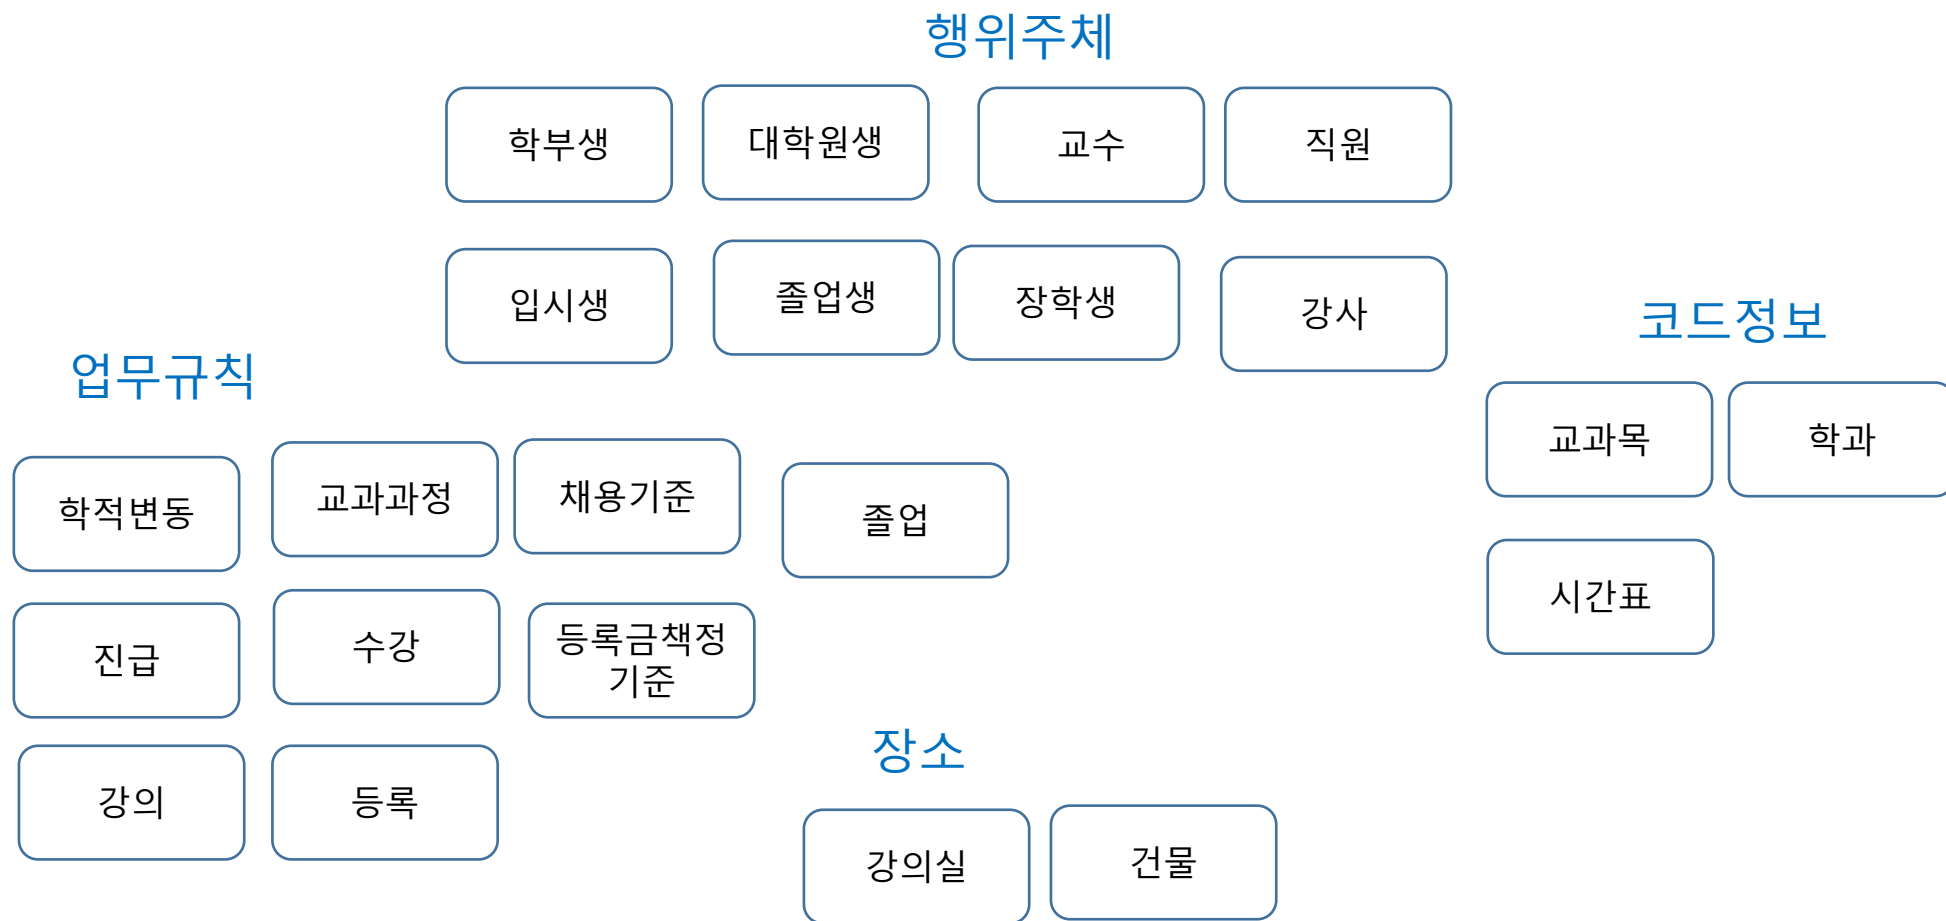 행위주체
학부생
대학원생
교수
직원
입시생
졸업생
장학생
강사
코드정보
교과목
학과
시간표
업무규칙
학적변동
교과과정
채용기준
졸업
진급
수강
등록금책정
기준
강의
등록
장소
강의실
건물